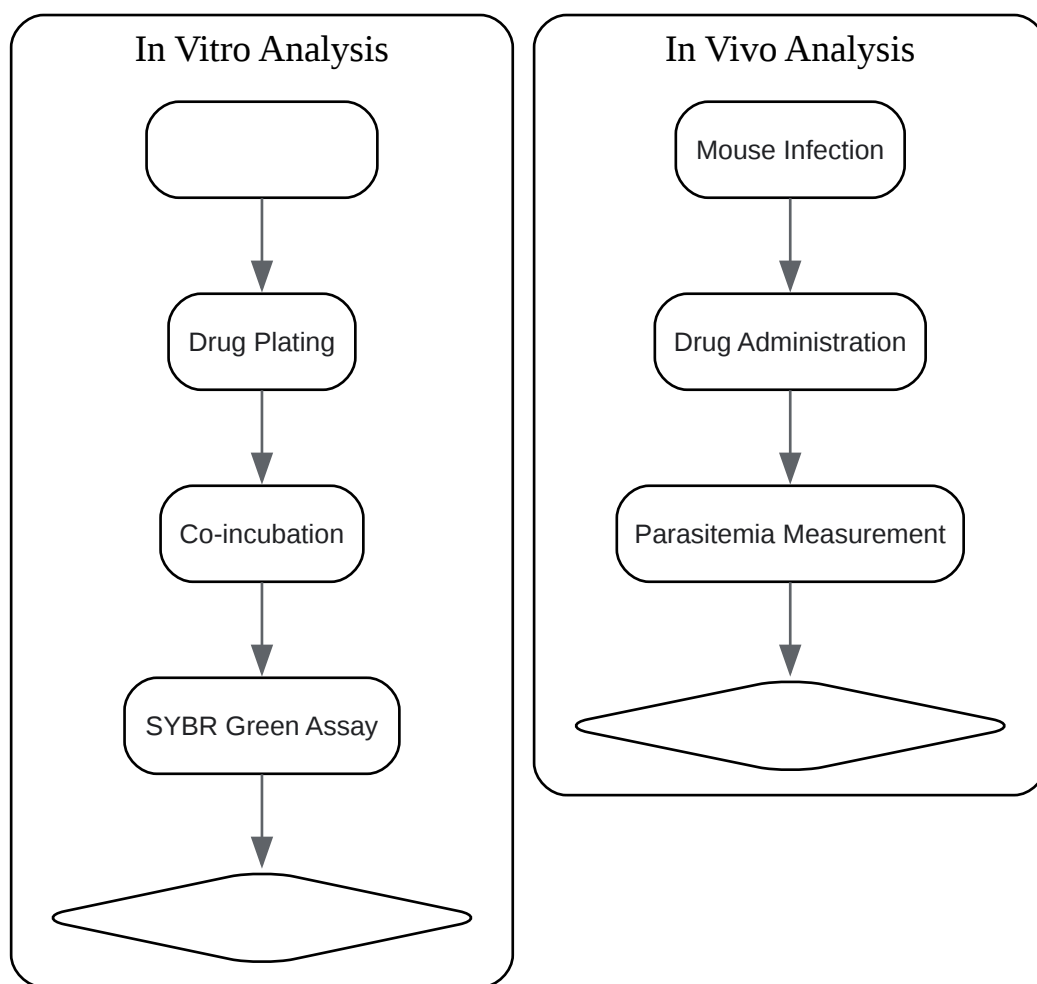 In Vitro Analysis
Drug Plating
Co-incubation
SYBR Green Assay
In Vivo Analysis
Mouse Infection
Drug Administration
Parasitemia Measurement